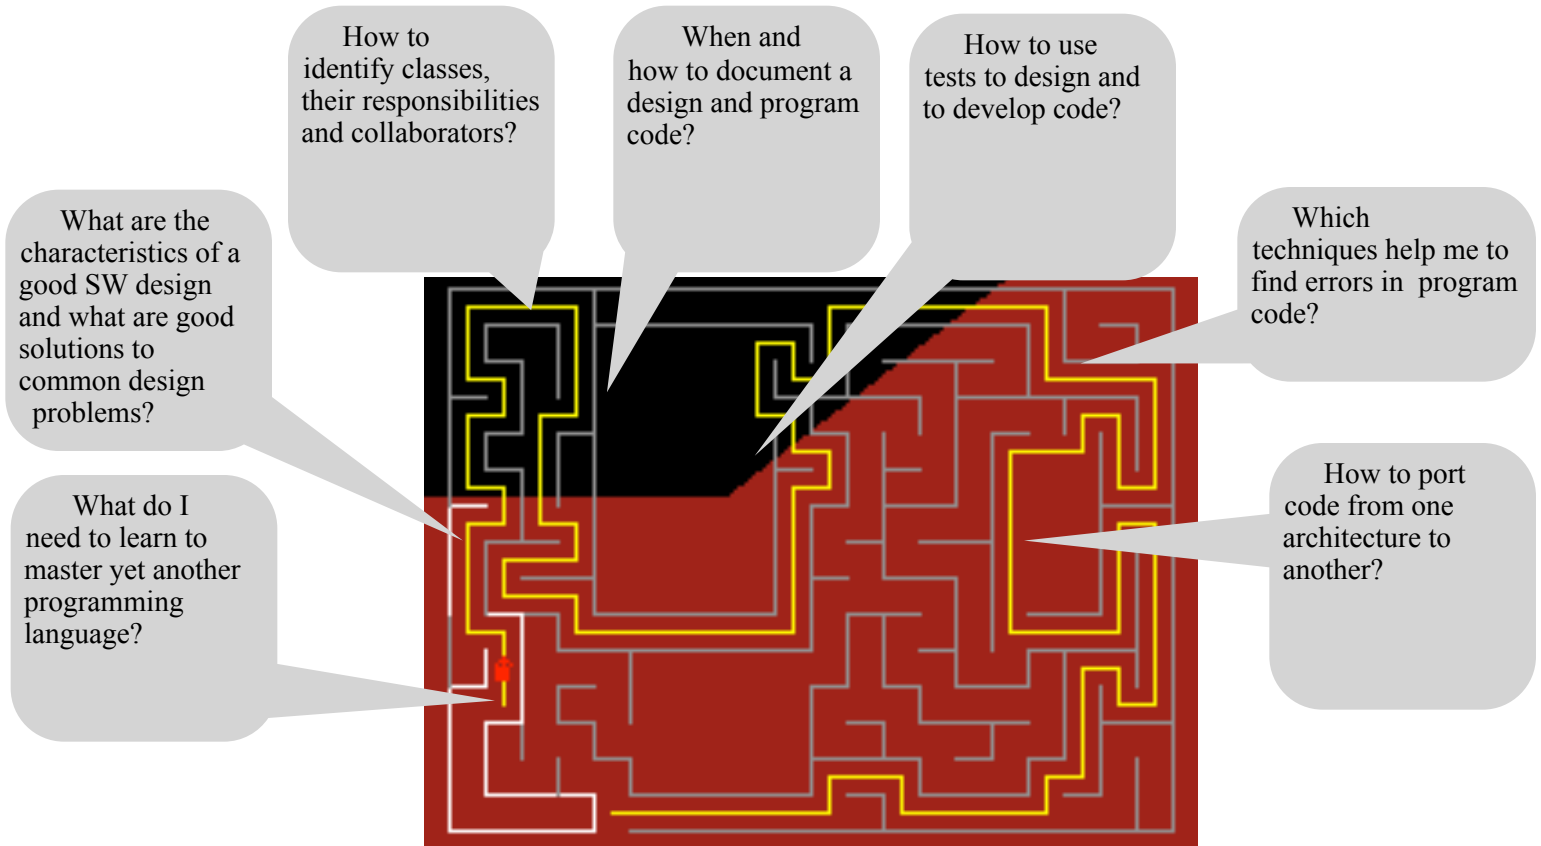 How to
identify classes,
their responsibilities
and collaborators?
When and
how to document a
design and program
code?
How to use
tests to design and
to develop code?
What are the
characteristics of a
good SW design
and what are good
solutions to
common design
problems?
Which
techniques help me to
find errors in program
code?
What do I
need to learn to
master yet another
programming
language?
How to port
code from one
architecture to
another?